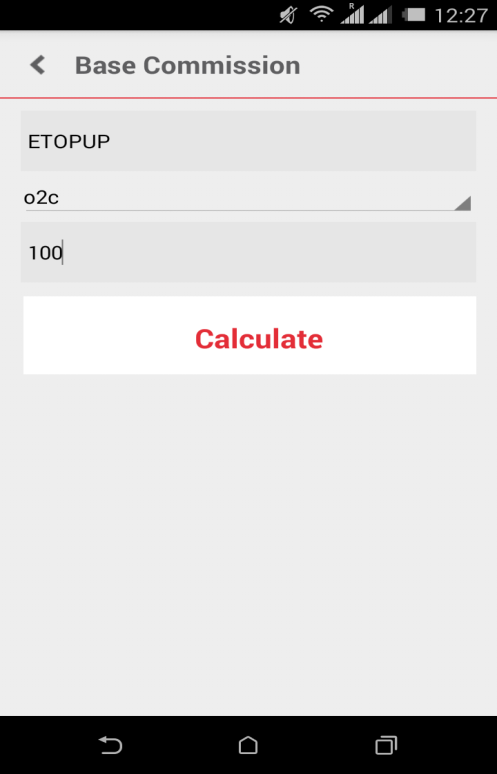 R
12:27
Base Commission
ETOPUP
o2c
100
Calculate